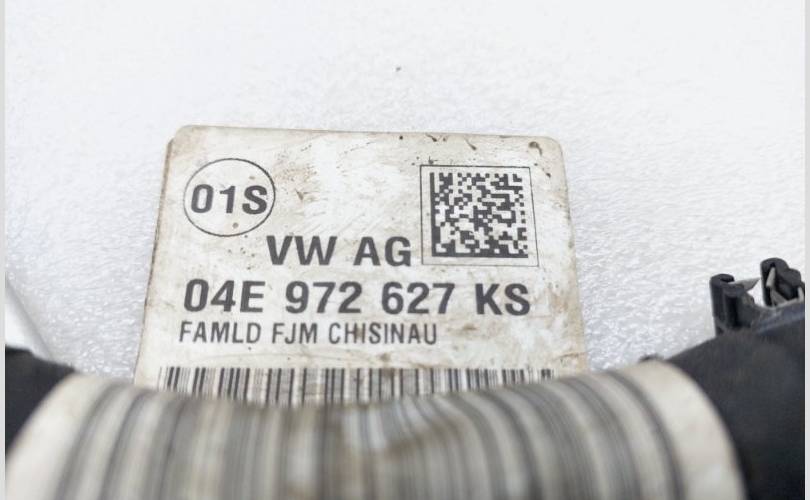 01S
VW AG
04E 972 627 KS
FAMLD FJM CHISINAU